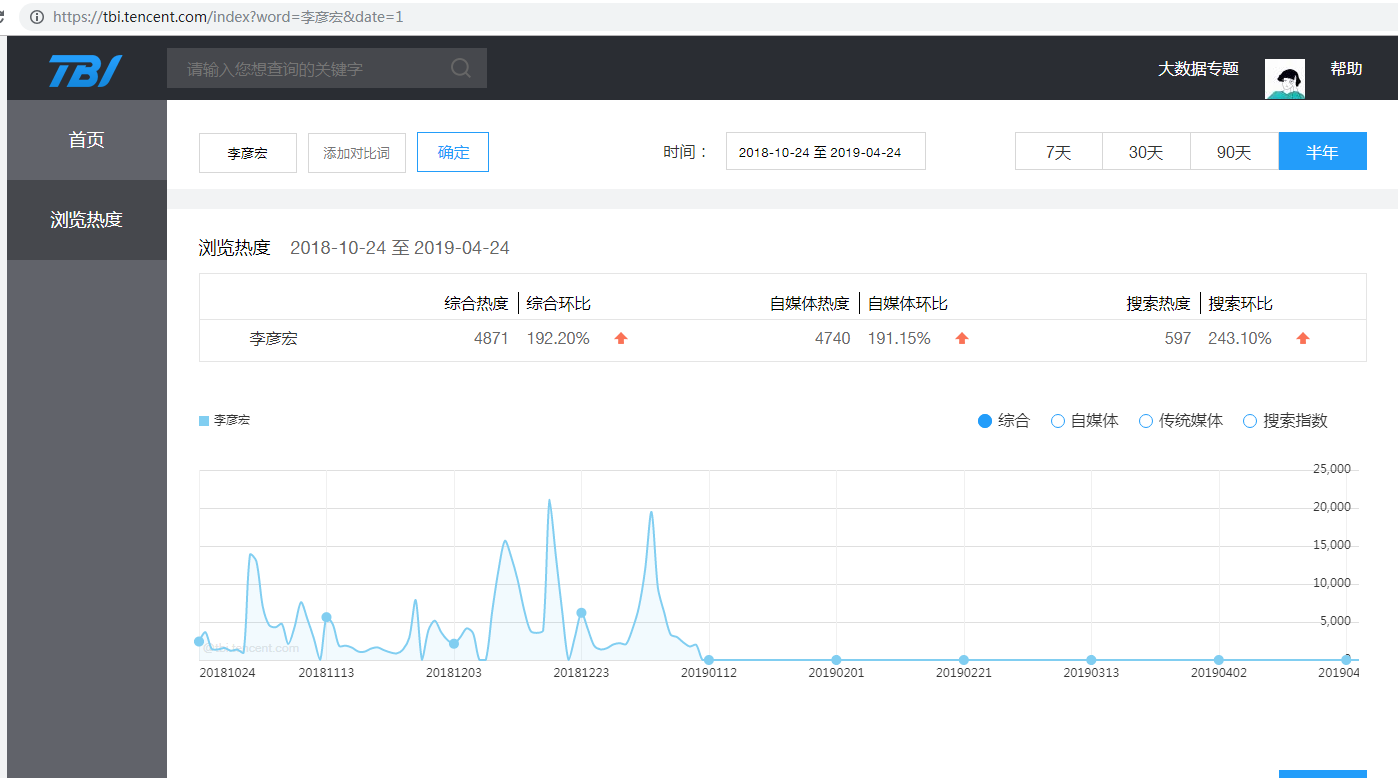 https://tbi.tencent.com/index?word=李彦宏&date=1
TBI 请输入您想查询的关键字 大数据专题 帮助
首页
浏览热度
李彦宏 添加对比词 确定 时间： 2018-10-24 至 2019-04-24 7天 30天 90天 半年
浏览热度 2018-10-24 至 2019-04-24
综合热度 综合环比 自媒体热度 自媒体环比 搜索热度 搜索环比
李彦宏 4871 192.20% 4740 191.15% 597 243.10%
李彦宏 综合 自媒体 传统媒体 搜索指数
25,000
20,000
15,000
10,000
5,000
0
@tbi.tencent.com
20181024 20181113 20181203 20181223 20190112 20190201 20190221 20190313 20190402 201904